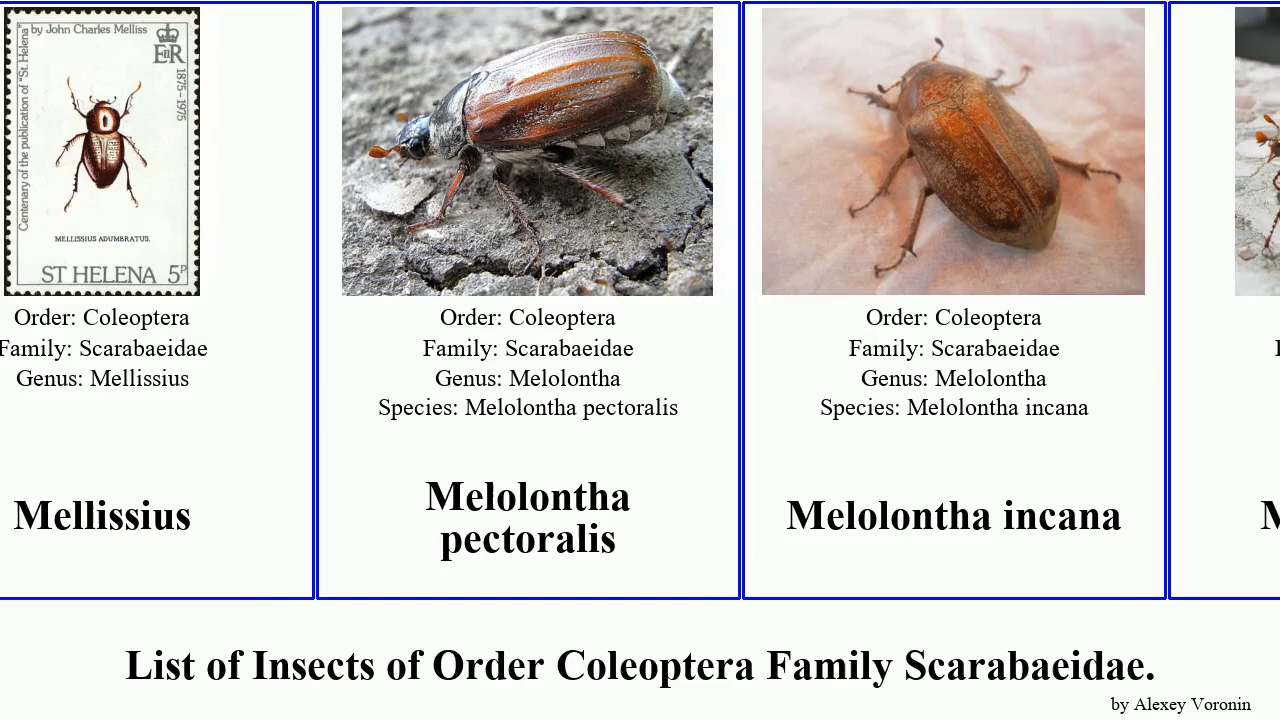 by John Charles Melliss
Centenary of the publication of "St. Helena"
EIIR
1875-1975
MELLISSIUS ADUMBRATUS.
ST HELENA 5P
Order: Coleoptera
Family: Scarabaeidae
Genus: Mellissius
Mellissius
Order: Coleoptera
Family: Scarabaeidae
Genus: Melolontha
Species: Melolontha pectoralis
Melolontha
pectoralis
Order: Coleoptera
Family: Scarabaeidae
Genus: Melolontha
Species: Melolontha incana
Melolontha incana
List of Insects of Order Coleoptera Family Scarabaeidae.
by Alexey Voronin